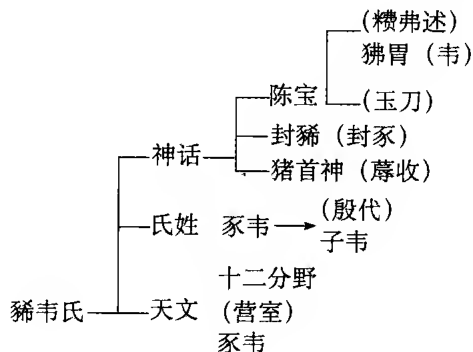 (糦弗述)
狒胃（韦）
陈宝
(玉刀)
封豨（封豕）
神话
猪首神（蓐收）
(殷代)
氏姓 豕韦
子韦
十二分野
豨韦氏 天文 (营室)
豕韦